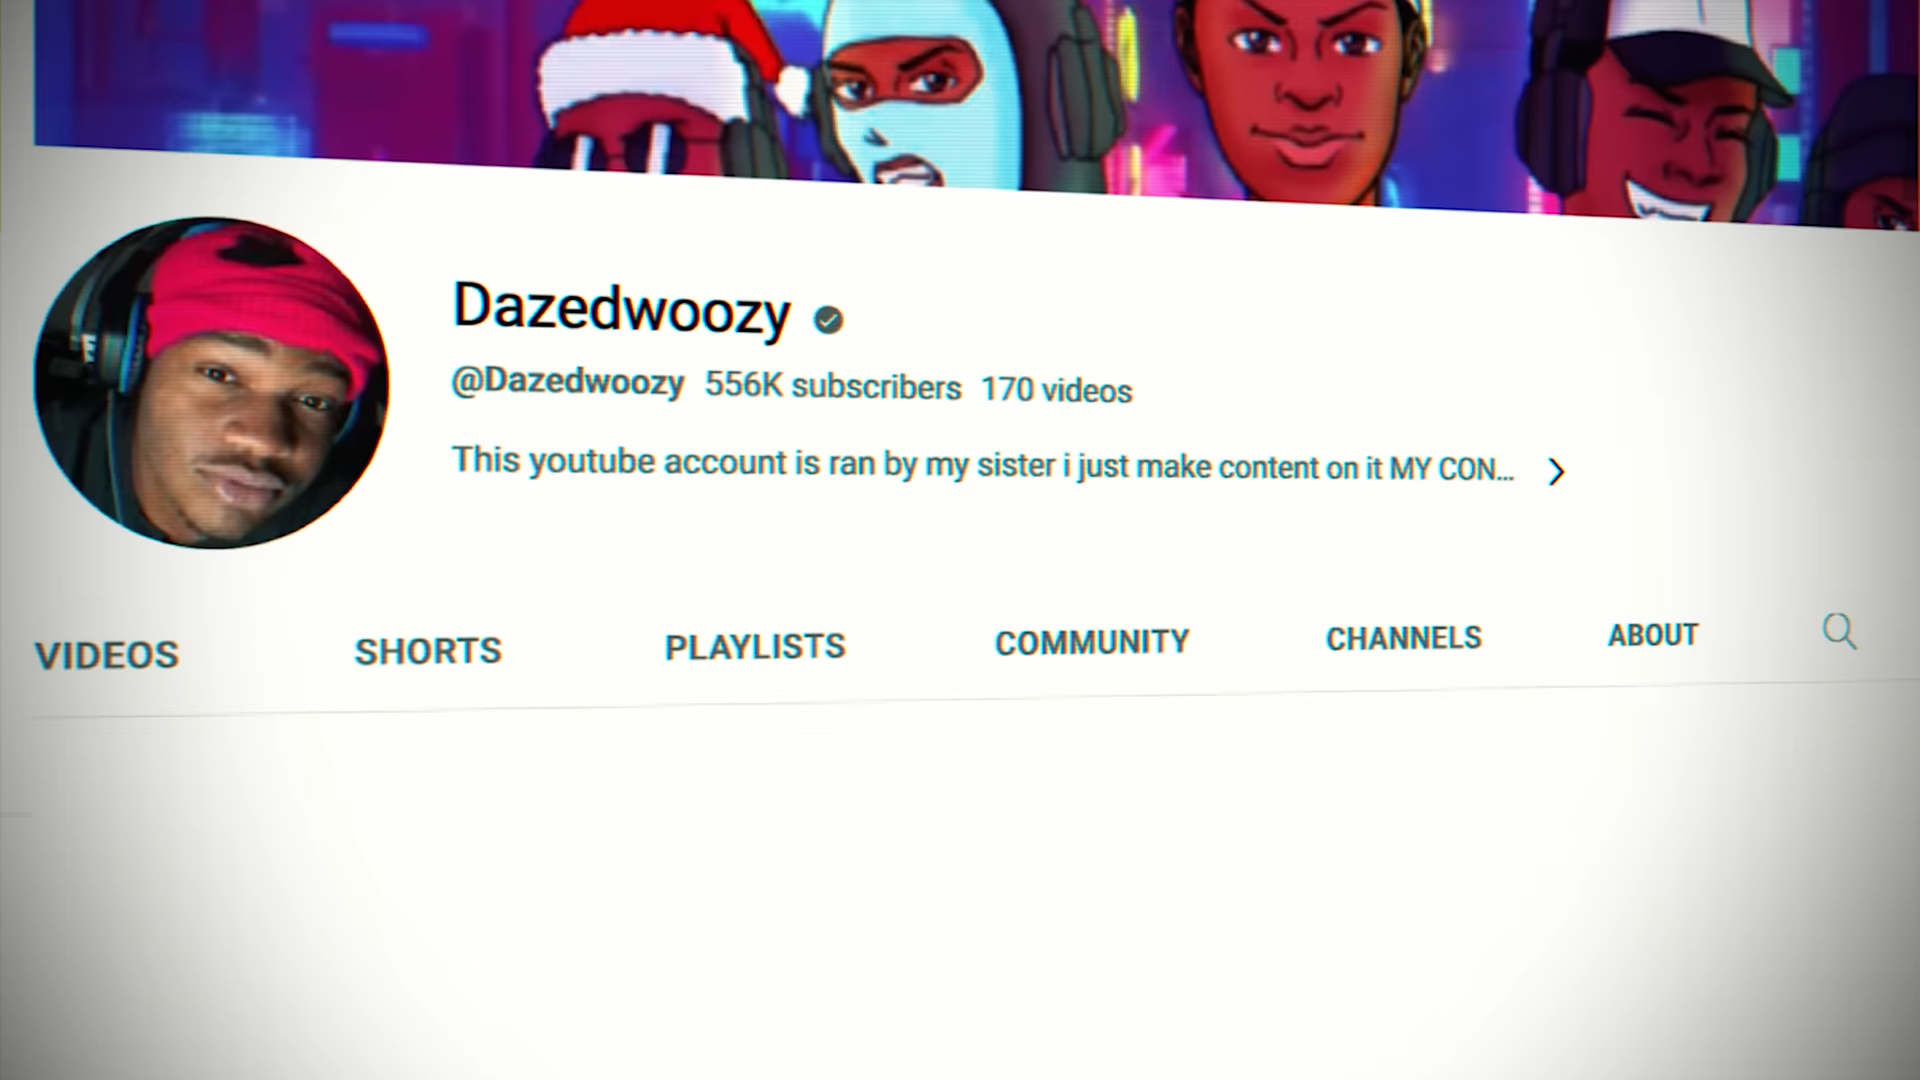 Dazedwoozy
@Dazedwoozy 556K subscribers 170 videos
This youtube account is ran by my sister i just make content on it MY CON...
VIDEOS SHORTS PLAYLISTS COMMUNITY CHANNELS ABOUT